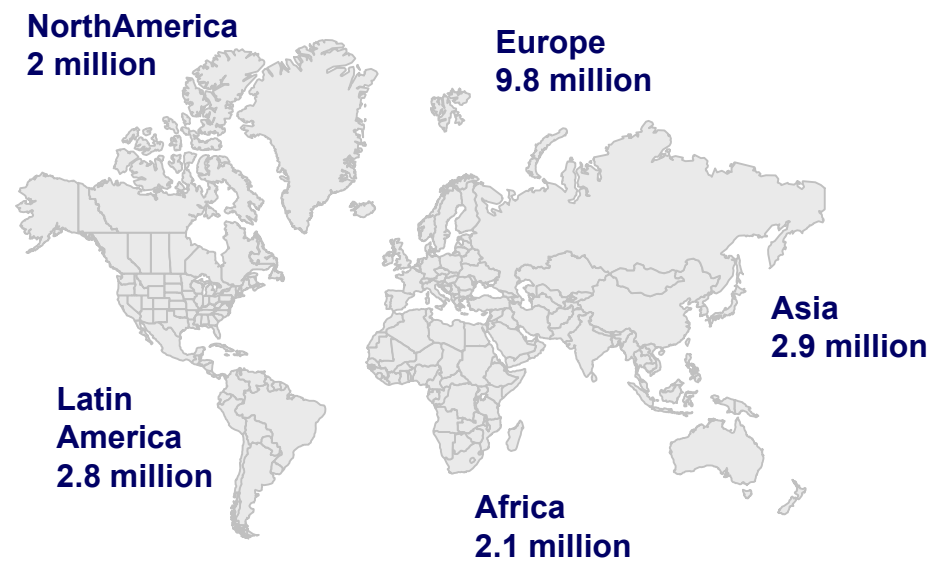 NorthAmerica
2 million
Europe
9.8 million
Asia
2.9 million
Latin
America
2.8 million
Africa
2.1 million